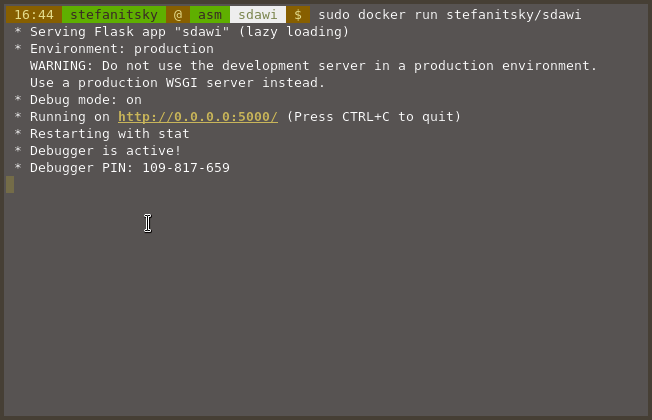 16:44 stefanitsky @ asm sdawi $ sudo docker run stefanitsky/sdawi
* Serving Flask app "sdawi" (lazy loading)
* Environment: production
WARNING: Do not use the development server in a production environment.
Use a production WSGI server instead.
* Debug mode: on
* Running on http://0.0.0.0:5000/ (Press CTRL+C to quit)
* Restarting with stat
* Debugger is active!
* Debugger PIN: 109-817-659